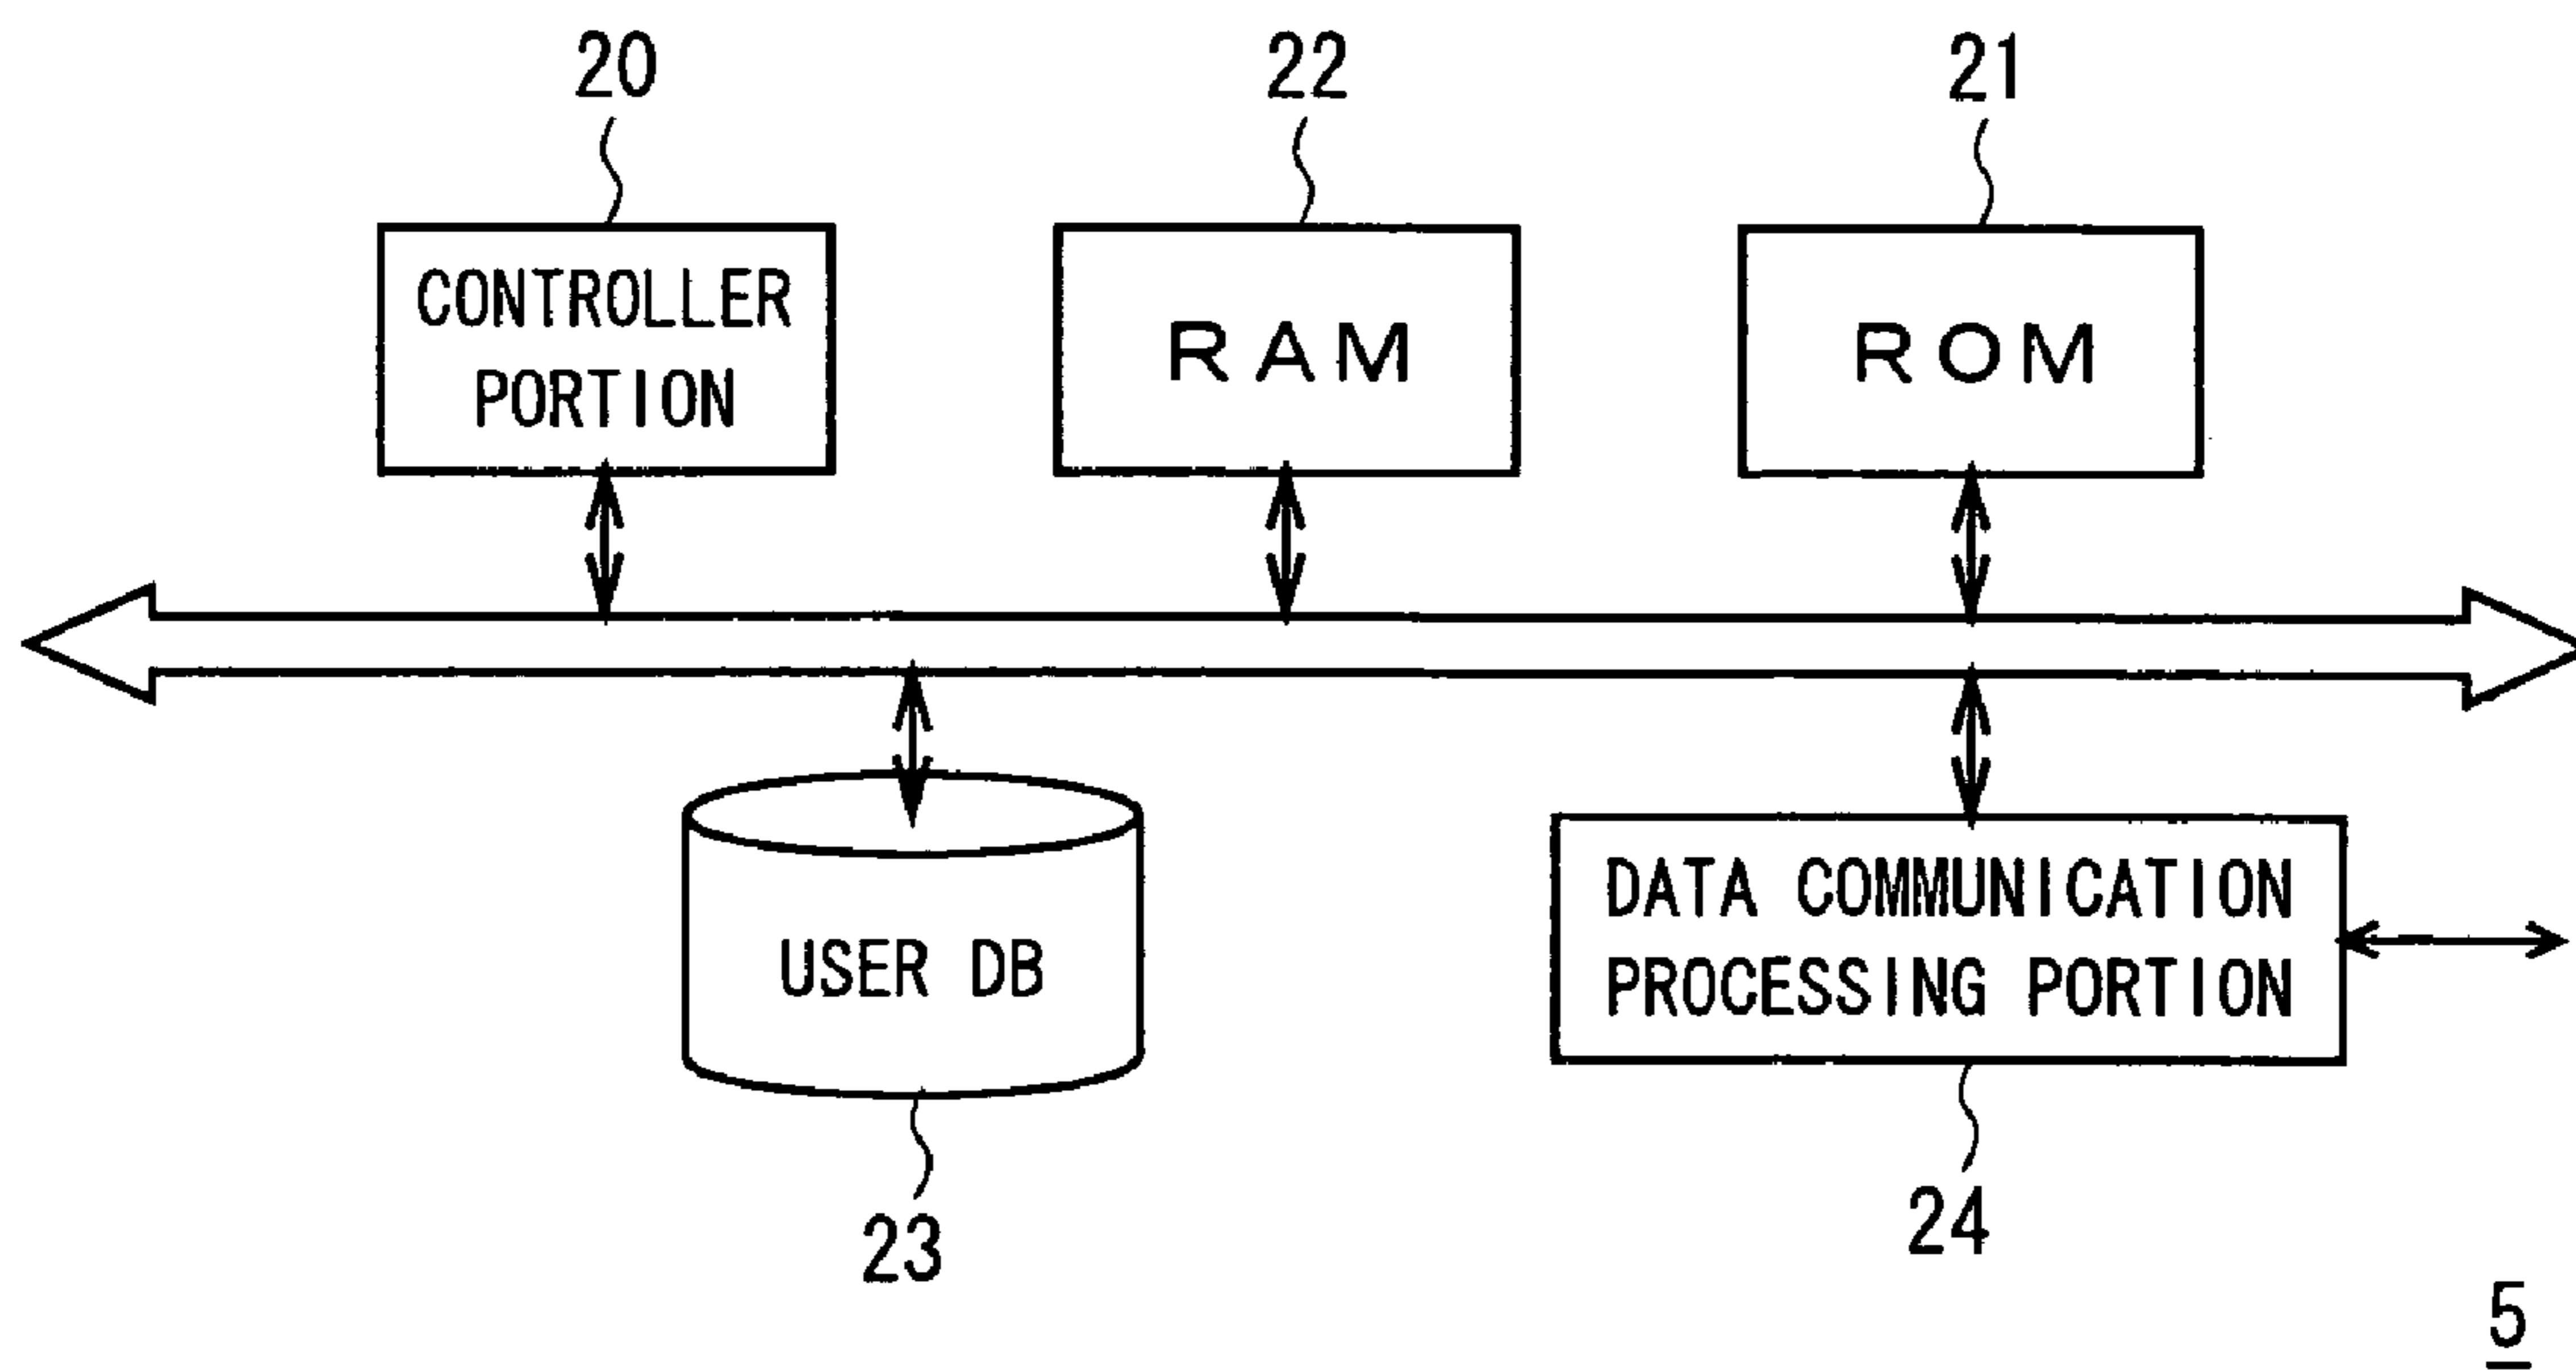 20
22
21
CONTROLLER
PORTION
RAM
ROM
USER DB
DATA COMMUNICATION
PROCESSING PORTION
23
24
5